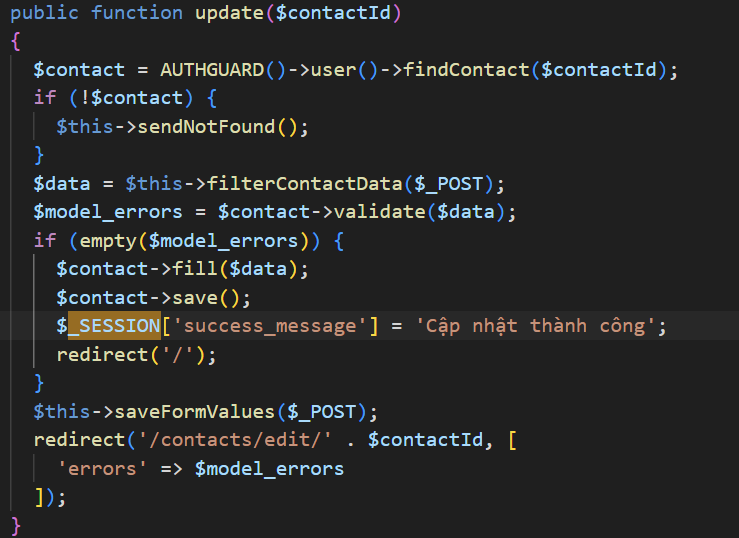 public function update($contactId)
{
  $contact = AUTHGUARD()->user()->findContact($contactId);
  if (!$contact) {
    $this->sendNotFound();
  }
  $data = $this->filterContactData($_POST);
  $model_errors = $contact->validate($data);
  if (empty($model_errors)) {
    $contact->fill($data);
    $contact->save();
    $_SESSION['success_message'] = 'Cập nhật thành công';
    redirect('/');
  }
  $this->saveFormValues($_POST);
  redirect('/contacts/edit/' . $contactId, [
    'errors' => $model_errors
  ]);
}